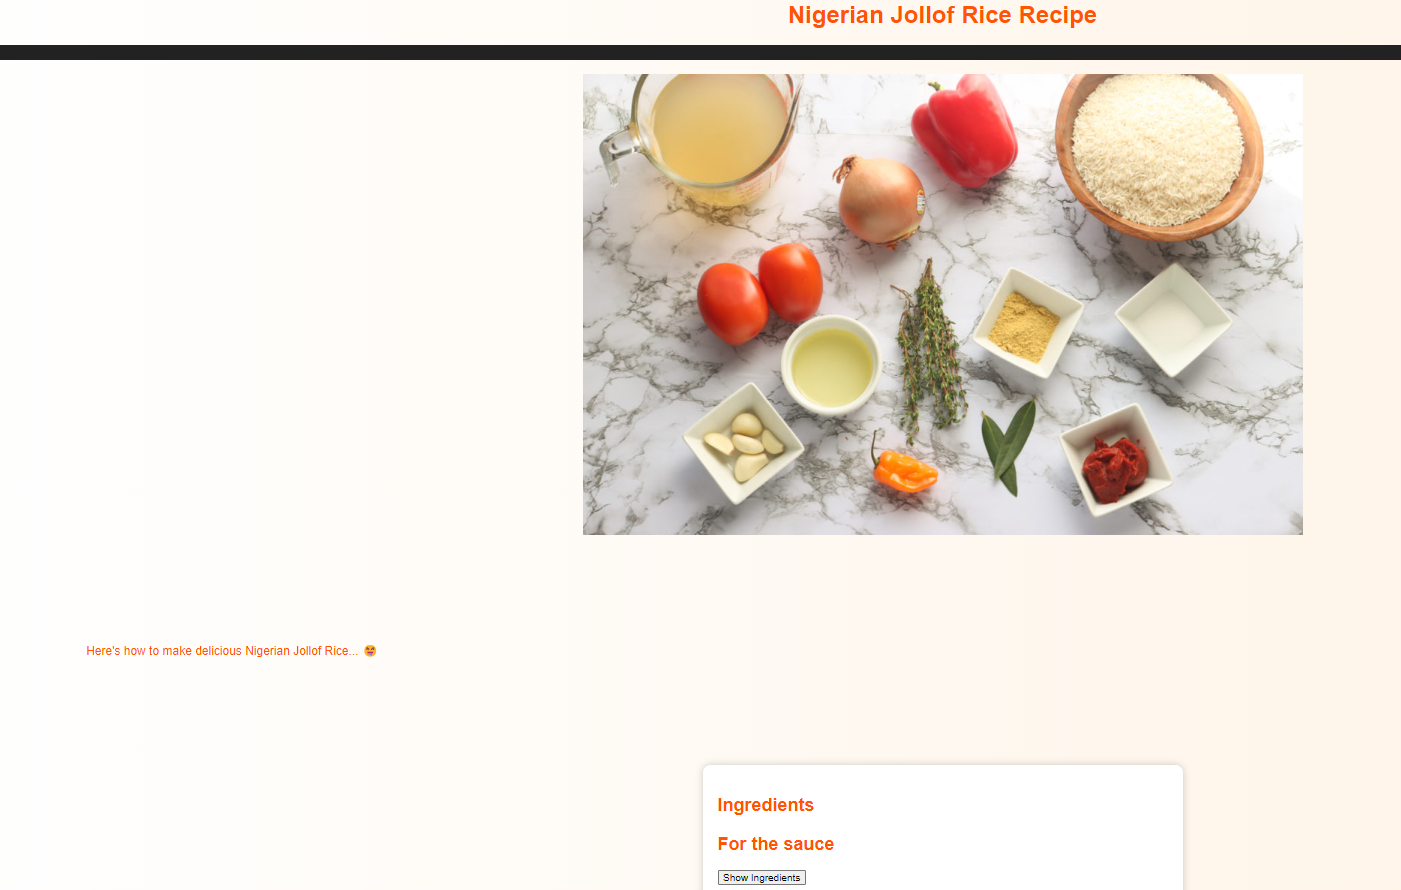 Nigerian Jollof Rice Recipe
Here's how to make delicious Nigerian Jollof Rice... 😝
Ingredients
For the sauce
Show Ingredients